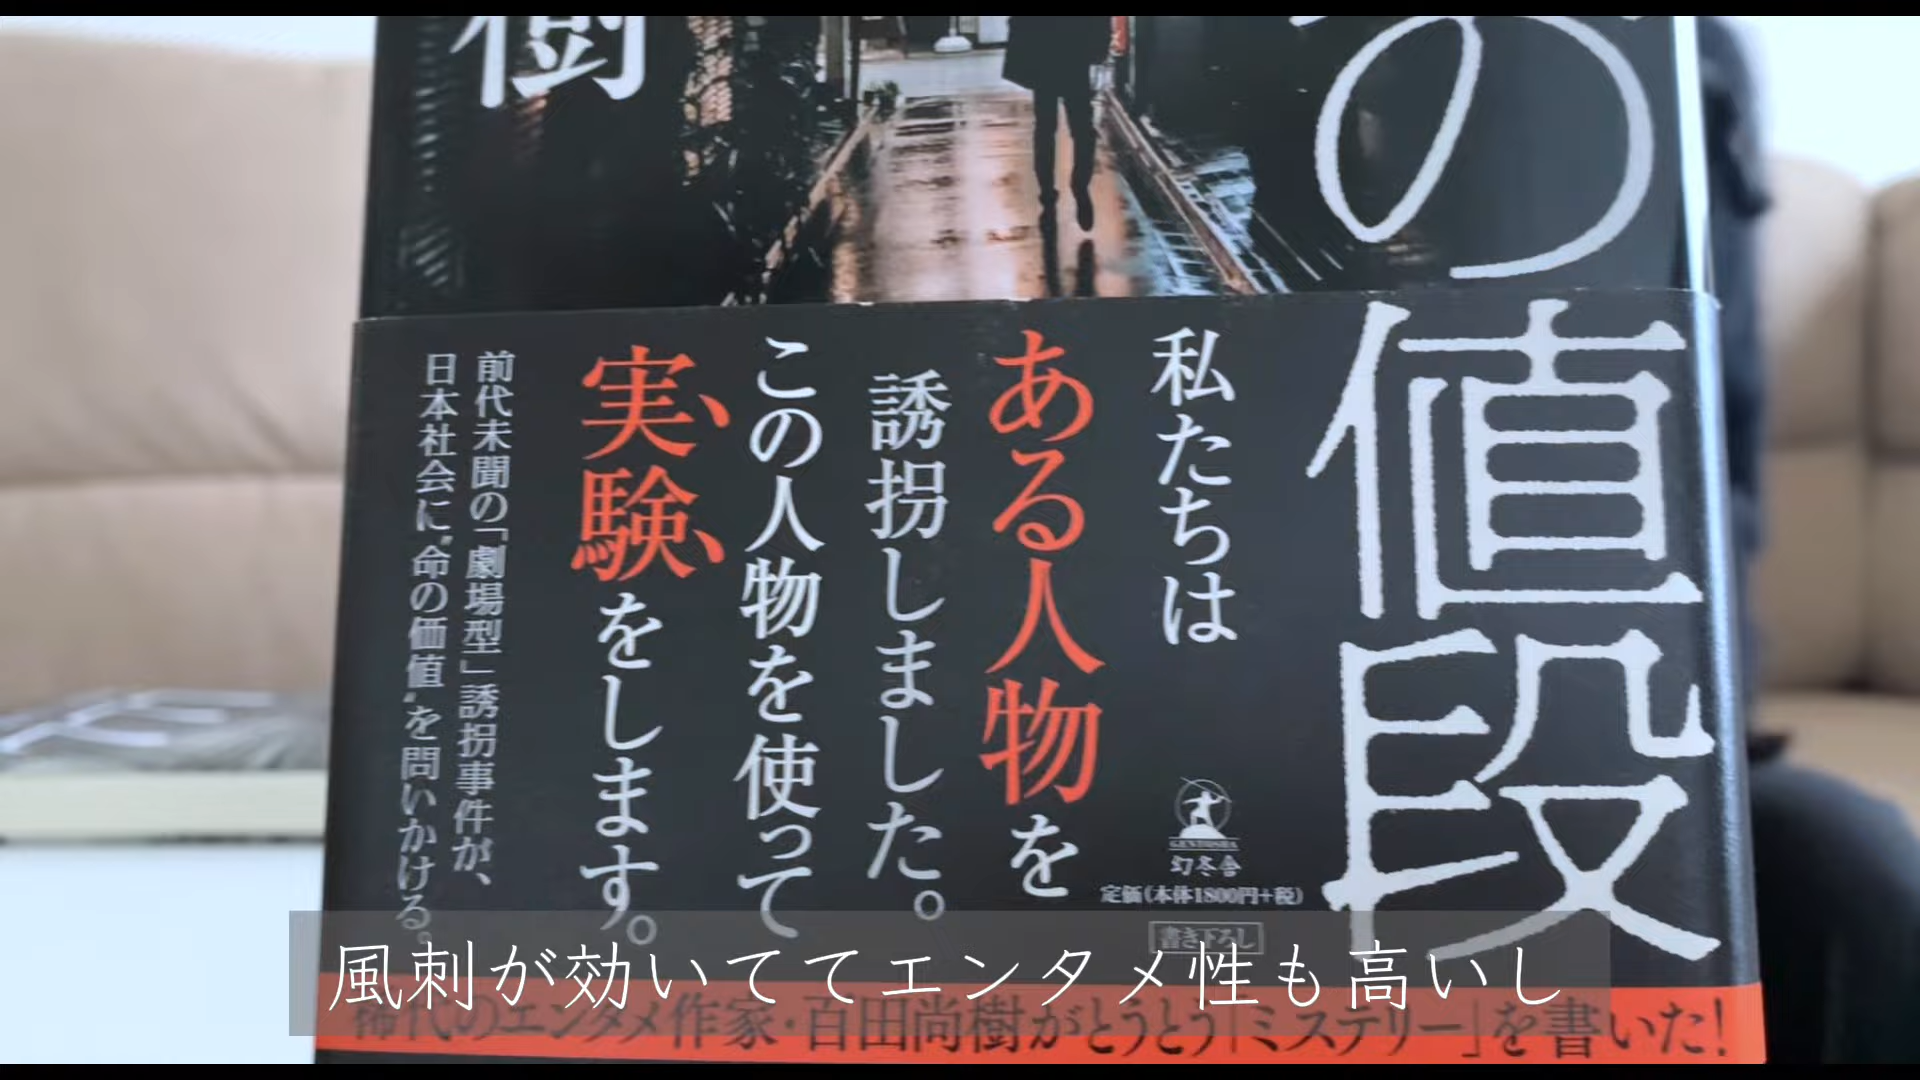 樹
の値段
私たちは
ある人物を
誘拐しました。
この人物を使って
実験をします。
前代未聞の「劇場型」誘拐事件が、
日本社会に“命の価値”を問いかける。
GENTOSHA
幻冬舎
定価(本体1800円+税)
書き下ろし
風刺が効いててエンタメ性も高いし
稀代のエンタメ作家・百田尚樹がとうとう「ミステリー」を書いた!